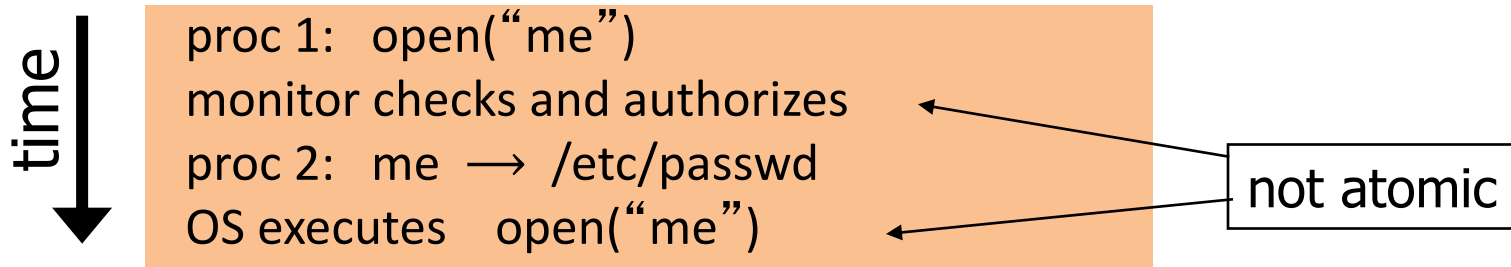 time
proc 1: open(“me”)
monitor checks and authorizes
proc 2: me ⟶ /etc/passwd
OS executes open(“me”)
not atomic